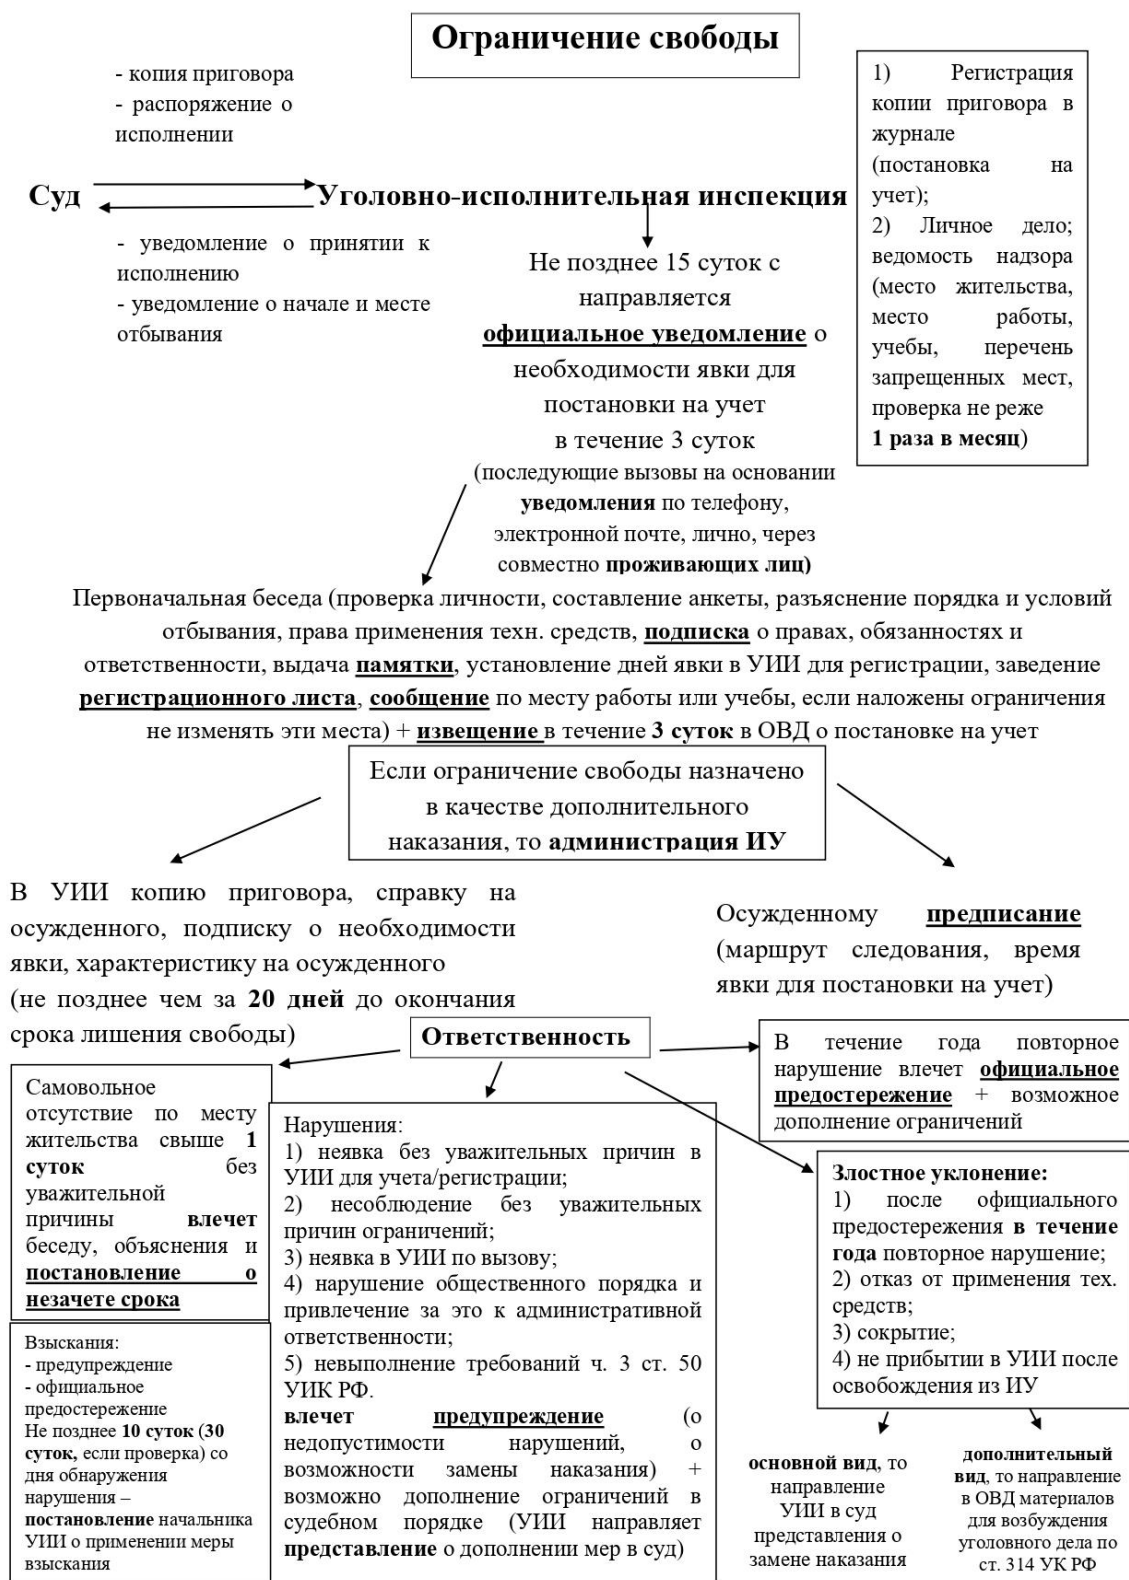 Ограничение свободы
- копия приговора
- распоряжение о
исполнении
1) Регистрация
копии приговора в
журнале
(постановка на
учет);
2) Личное дело;
ведомость надзора
(место жительства,
место работы,
учебы, перечень
запрещенных мест,
проверка не реже
1 раза в месяц)
Суд
Уголовно-исполнительная инспекция
- уведомление о принятии к
исполнению
- уведомление о начале и месте
отбывания
Не позднее 15 суток с
направляется
официальное уведомление о
необходимости явки для
постановки на учет
в течение 3 суток
(последующие вызовы на основании
уведомления по телефону,
электронной почте, лично, через
совместно проживающих лиц)
Первоначальная беседа (проверка личности, составление анкеты, разъяснение порядка и условий
отбывания, права применения техн. средств, подписка о правах, обязанностях и
ответственности, выдача памятки, установление дней явки в УИИ для регистрации, заведение
регистрационного листа, сообщение по месту работы или учебы, если наложены ограничения
не изменять эти места) + извещение в течение 3 суток в ОВД о постановке на учет
Если ограничение свободы назначено
в качестве дополнительного
наказания, то администрация ИУ
В УИИ копию приговора, справку на
осужденного, подписку о необходимости
явки, характеристику на осужденного
(не позднее чем за 20 дней до окончания
срока лишения свободы)
Осужденному предписание
(маршрут следования, время
явки для постановки на учет)
Ответственность
Самовольное
отсутствие по месту
жительства свыше 1
суток без
уважительной
причины влечет
беседу, объяснения и
постановление о
незачете срока
Взыскания:
- предупреждение
- официальное
предостережение
Не позднее 10 суток (30
суток, если проверка) со
дня обнаружения
нарушения –
постановление начальника
УИИ о применении меры
взыскания
Нарушения:
1) неявка без уважительных причин в
УИИ для учета/регистрации;
2) несоблюдение без уважительных
причин ограничений;
3) неявка в УИИ по вызову;
4) нарушение общественного порядка и
привлечение за это к административной
ответственности;
5) невыполнение требований ч. 3 ст. 50
УИК РФ.
влечет предупреждение (о
недопустимости нарушений, о
возможности замены наказания) +
возможно дополнение ограничений в
судебном порядке (УИИ направляет
представление о дополнении мер в суд)
В течение года повторное
нарушение влечет официальное
предостережение + возможное
дополнение ограничений
Злостное уклонение:
1) после официального
предостережения в течение
года повторное нарушение;
2) отказ от применения тех.
средств;
3) сокрытие;
4) не прибытии в УИИ после
освобождения из ИУ
основной вид, то
направление
УИИ в суд
представления о
замене наказания
дополнительный
вид, то направление
в ОВД материалов
для возбуждения
уголовного дела по
ст. 314 УК РФ